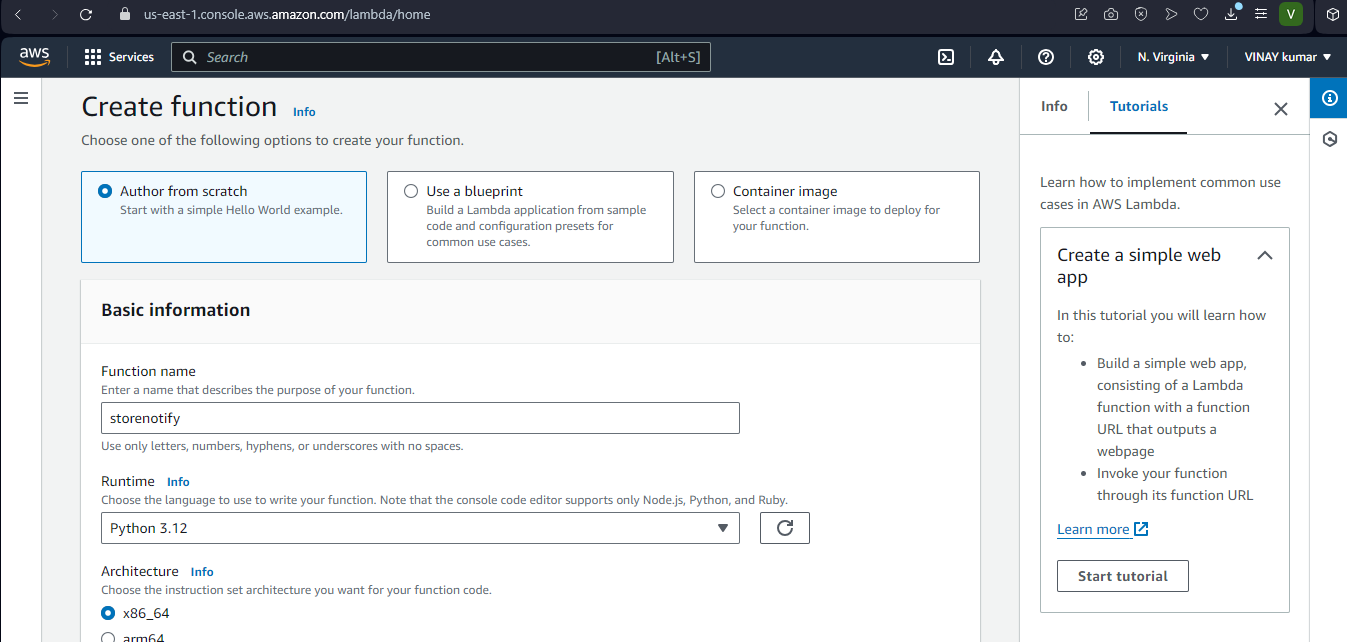 us-east-1.console.aws.amazon.com/lambda/home
V
aws
Services
Search
[Alt+S]
N. Virginia
VINAY kumar
Create function Info
Choose one of the following options to create your function.
Author from scratch
Start with a simple Hello World example.
Use a blueprint
Build a Lambda application from sample
code and configuration presets for
common use cases.
Container image
Select a container image to deploy for
your function.
Basic information
Function name
Enter a name that describes the purpose of your function.
storenotify
Use only letters, numbers, hyphens, or underscores with no spaces.
Runtime Info
Choose the language to use to write your function. Note that the console code editor supports only Node.js, Python, and Ruby.
Python 3.12
Architecture Info
Choose the instruction set architecture you want for your function code.
x86_64
arm64
Info
Tutorials
Learn how to implement common use
cases in AWS Lambda.
Create a simple web
app
In this tutorial you will learn how
to:
• Build a simple web app,
consisting of a Lambda
function with a function
URL that outputs a
webpage
• Invoke your function
through its function URL
Learn more
Start tutorial